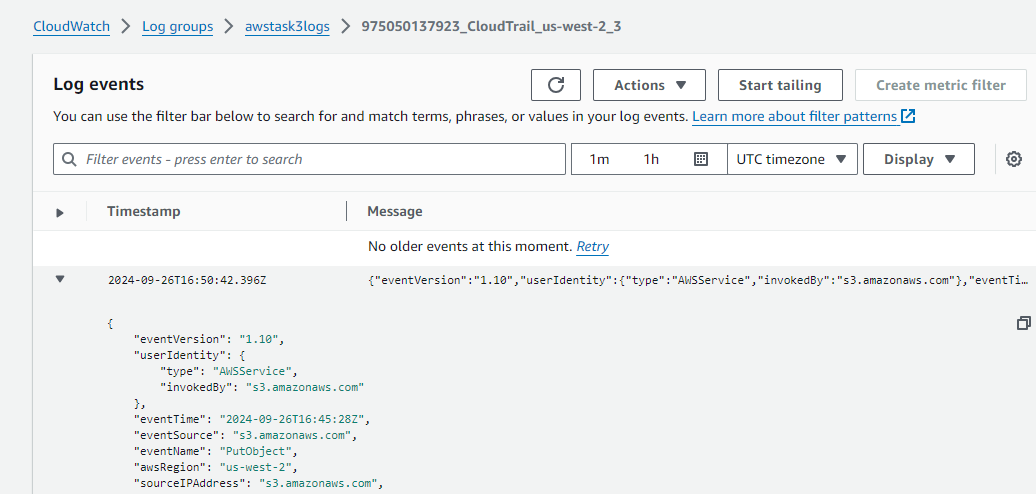 CloudWatch > Log groups > awstask3logs > 975050137923_CloudTrail_us-west-2_3
Log events
Actions
Start tailing
Create metric filter
You can use the filter bar below to search for and match terms, phrases, or values in your log events. Learn more about filter patterns
Filter events - press enter to search
1m 1h
UTC timezone
Display
Timestamp Message
No older events at this moment. Retry
2024-09-26T16:50:42.396Z {"eventVersion":"1.10","userIdentity":{"type":"AWSService","invokedBy":"s3.amazonaws.com"},"eventTi…
{
"eventVersion": "1.10",
"userIdentity": {
"type": "AWSService",
"invokedBy": "s3.amazonaws.com"
},
"eventTime": "2024-09-26T16:45:28Z",
"eventSource": "s3.amazonaws.com",
"eventName": "PutObject",
"awsRegion": "us-west-2",
"sourceIPAddress": "s3.amazonaws.com",